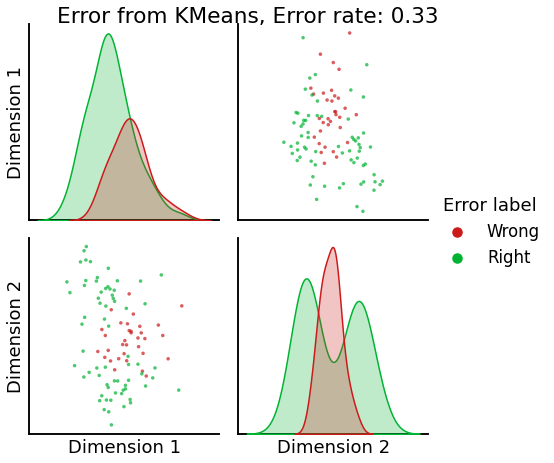 Error from KMeans, Error rate: 0.33
Dimension 1
Error label
Wrong
Right
Dimension 2
Dimension 1
Dimension 2